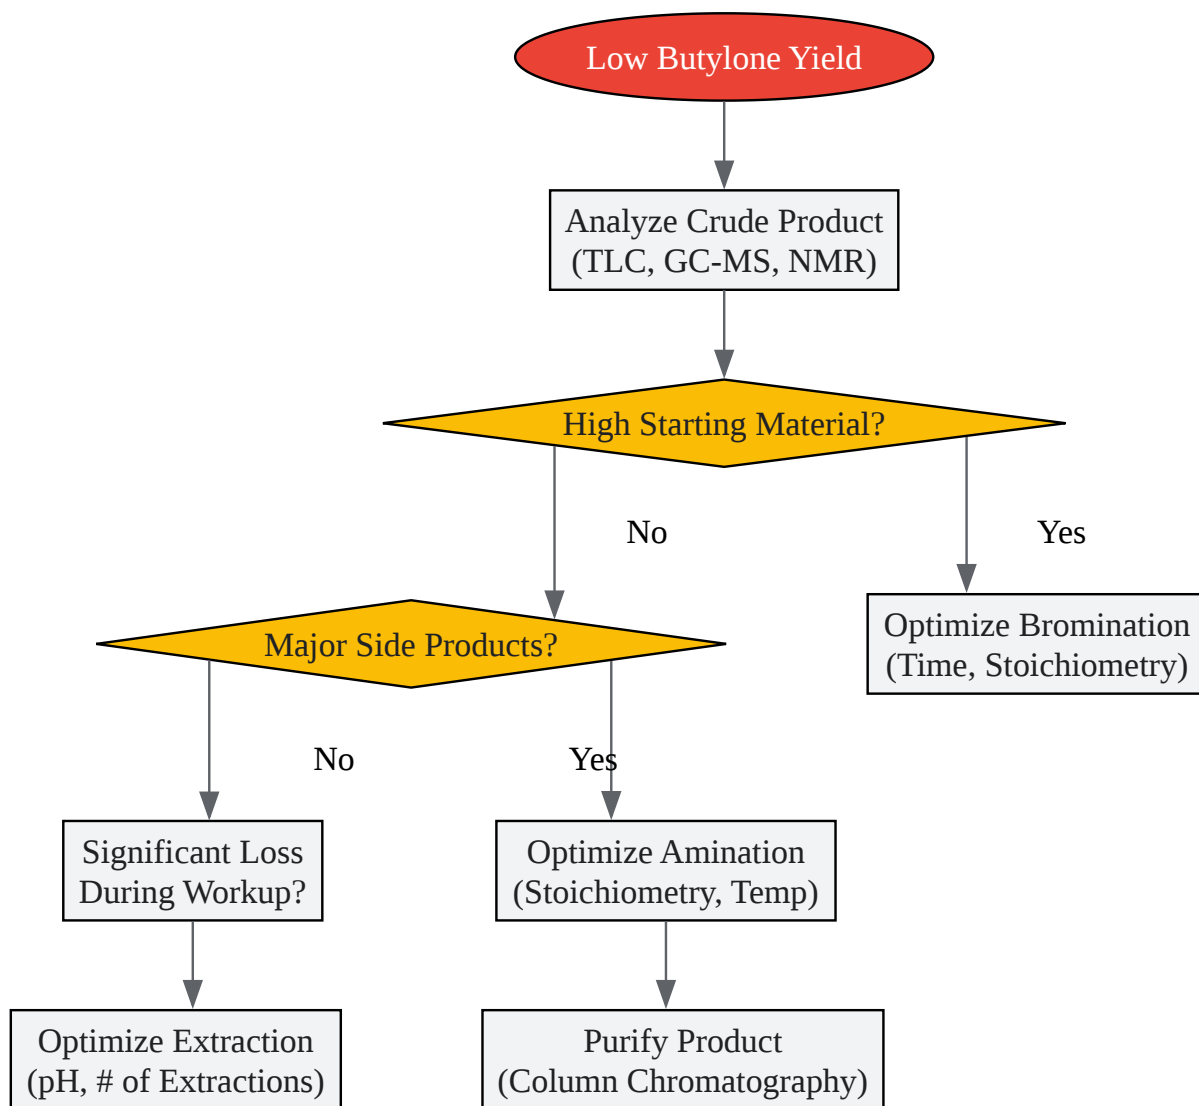 Low Butylone Yield
Analyze Crude Product
(TLC, GC-MS, NMR)
High Starting Material?
No
Yes
Major Side Products?
Optimize Bromination
(Time, Stoichiometry)
No
Yes
Significant Loss
During Workup?
Optimize Amination
(Stoichiometry, Temp)
Optimize Extraction
(pH, # of Extractions)
Purify Product
(Column Chromatography)